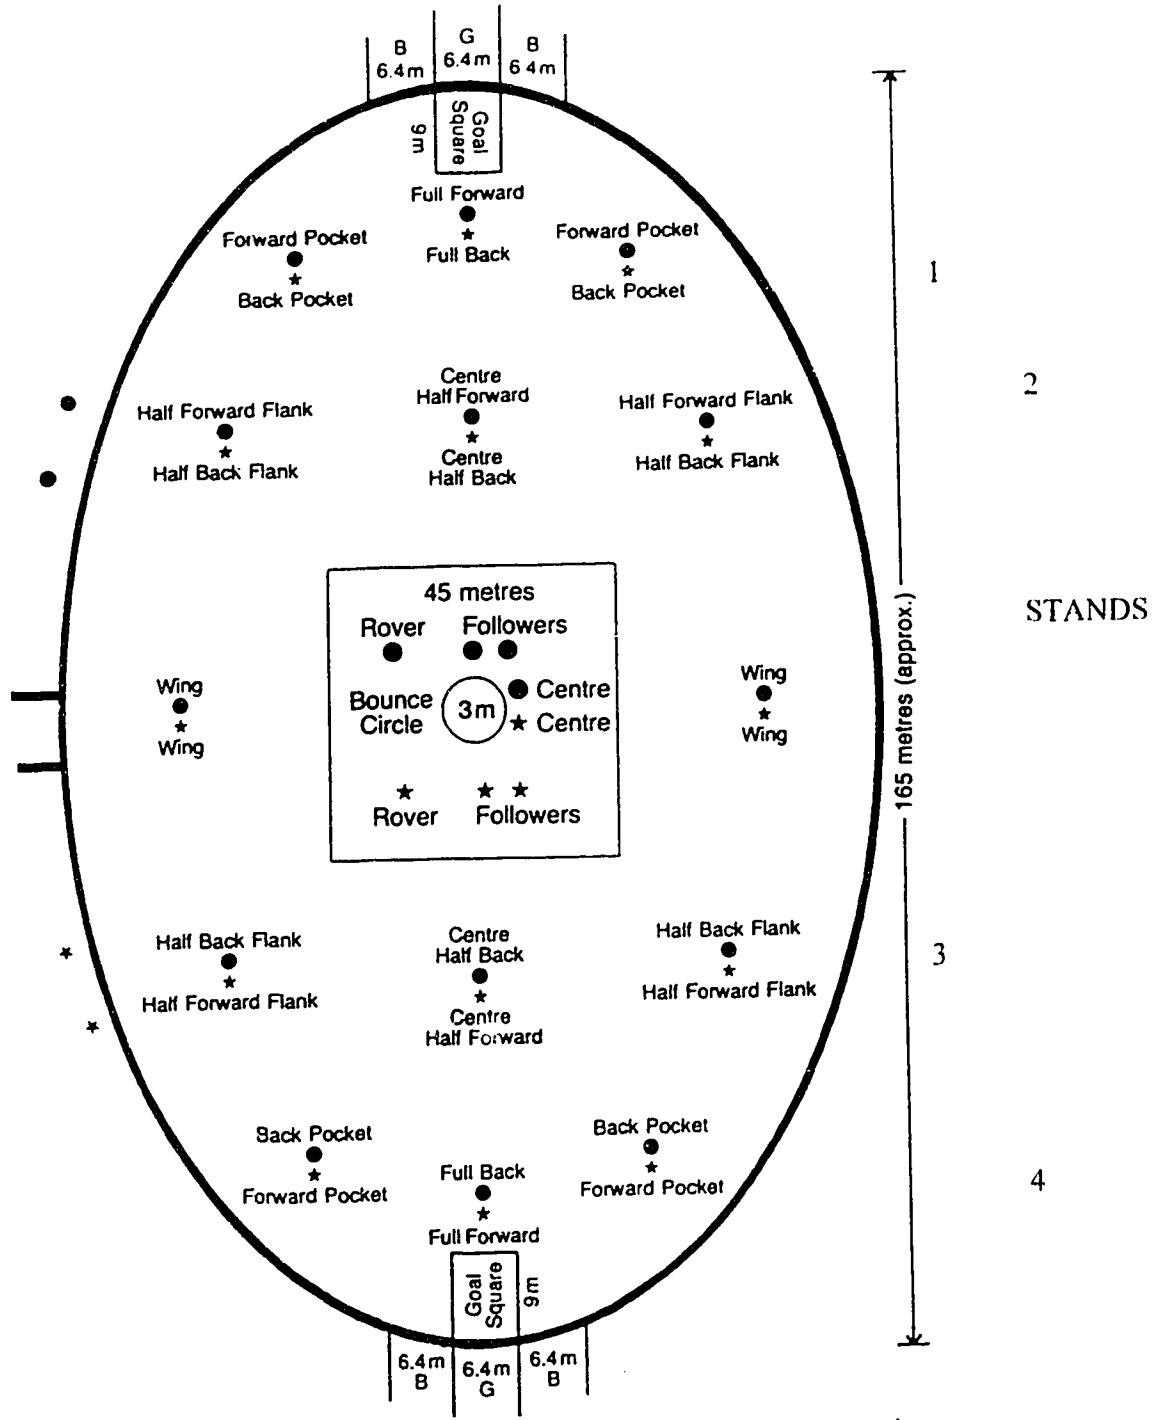 B
6.4m
G
6.4m
B
6 4m
9m
Goal
Square
Full Forward
Full Back
Forward Pocket
Back Pocket
Forward Pocket
Back Pocket
1
2
Half Forward Flank
Half Back Flank
Centre
Half Forward
Centre
Half Back
Half Forward Flank
Half Back Flank
45 metres
Rover
Followers
STANDS
Wing
Wing
Bounce
Circle
3m
Centre
Centre
Wing
Wing
165 metres (approx.)
Rover
Followers
Half Back Flank
Half Forward Flank
Centre
Half Back
Centre
Half Forward
Half Back Flank
Half Forward Flank
3
Back Pocket
Forward Pocket
Full Back
Full Forward
Back Pocket
Forward Pocket
4
Goal
Square
9m
6.4m
B
6.4m
G
6.4m
B